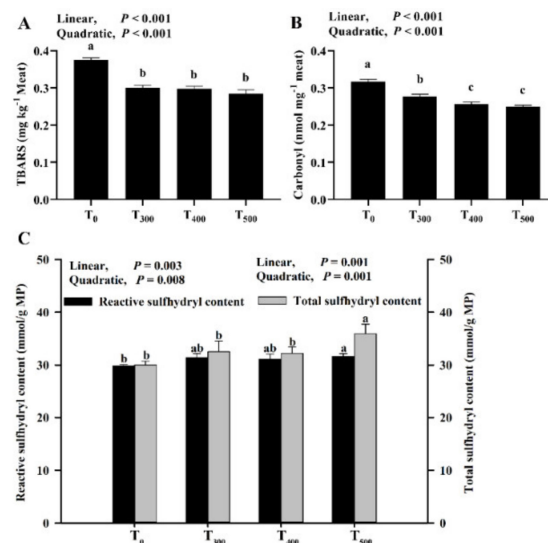 A
Linear, P < 0.001
Quadratic, P < 0.001
TBARS (mg kg⁻¹ Meat)
0.4
0.3
0.2
0.1
0.0
a
b
b
b
T₀
T₃₀₀
T₄₀₀
T₅₀₀
B
Linear, P < 0.001
Quadratic, P < 0.001
Carbonyl (nmol mg⁻¹ meat)
0.4
0.3
0.2
0.1
0.0
a
b
c
c
T₀
T₃₀₀
T₄₀₀
T₅₀₀
C
Linear, P = 0.003
Quadratic, P = 0.008
Linear, P = 0.001
Quadratic, P = 0.001
Reactive sulfhydryl content
Total sulfhydryl content
Reactive sulfhydryl content (mmol/g MP)
50
40
30
20
10
0
b b
ab b
ab b
a a
T₀
T₃₀₀
T₄₀₀
T₅₀₀
50
40
30
20
10
0
Total sulfhydryl content (mmol/g MP)